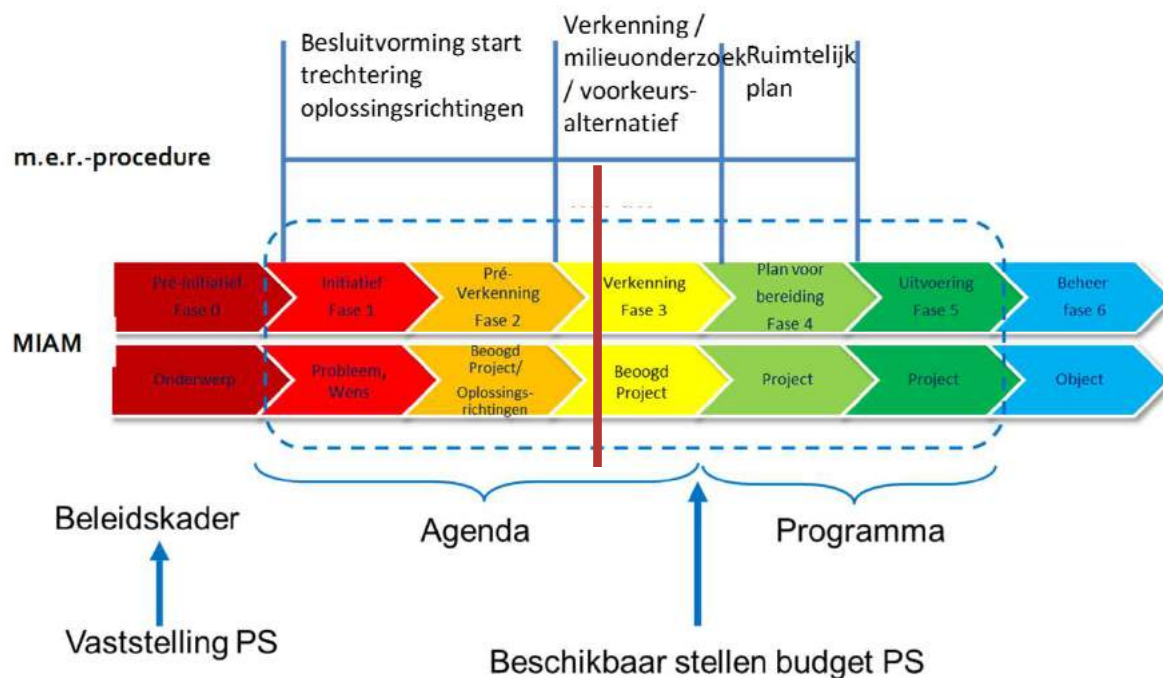 Besluitvorming start
trechtering
oplossingsrichtingen
Verkenning /
milieuonderzoek
/ voorkeurs-
alternatief
Ruimtelijk
plan
m.e.r.-procedure
MIAM
Pré-initiatief
Fase 0
Initiatief
Fase 1
Pré-
Verkenning
Fase 2
Verkenning
Fase 3
Plan voor
bereiding
Fase 4
Uitvoering
Fase 5
Beheer
fase 6
Onderwerp
Probleem,
Wens
Beoogd
Project/
Oplossings-
richtingen
Beoogd
Project
Project
Project
Object
Beleidskader
Agenda
Programma
Vaststelling PS
Beschikbaar stellen budget PS